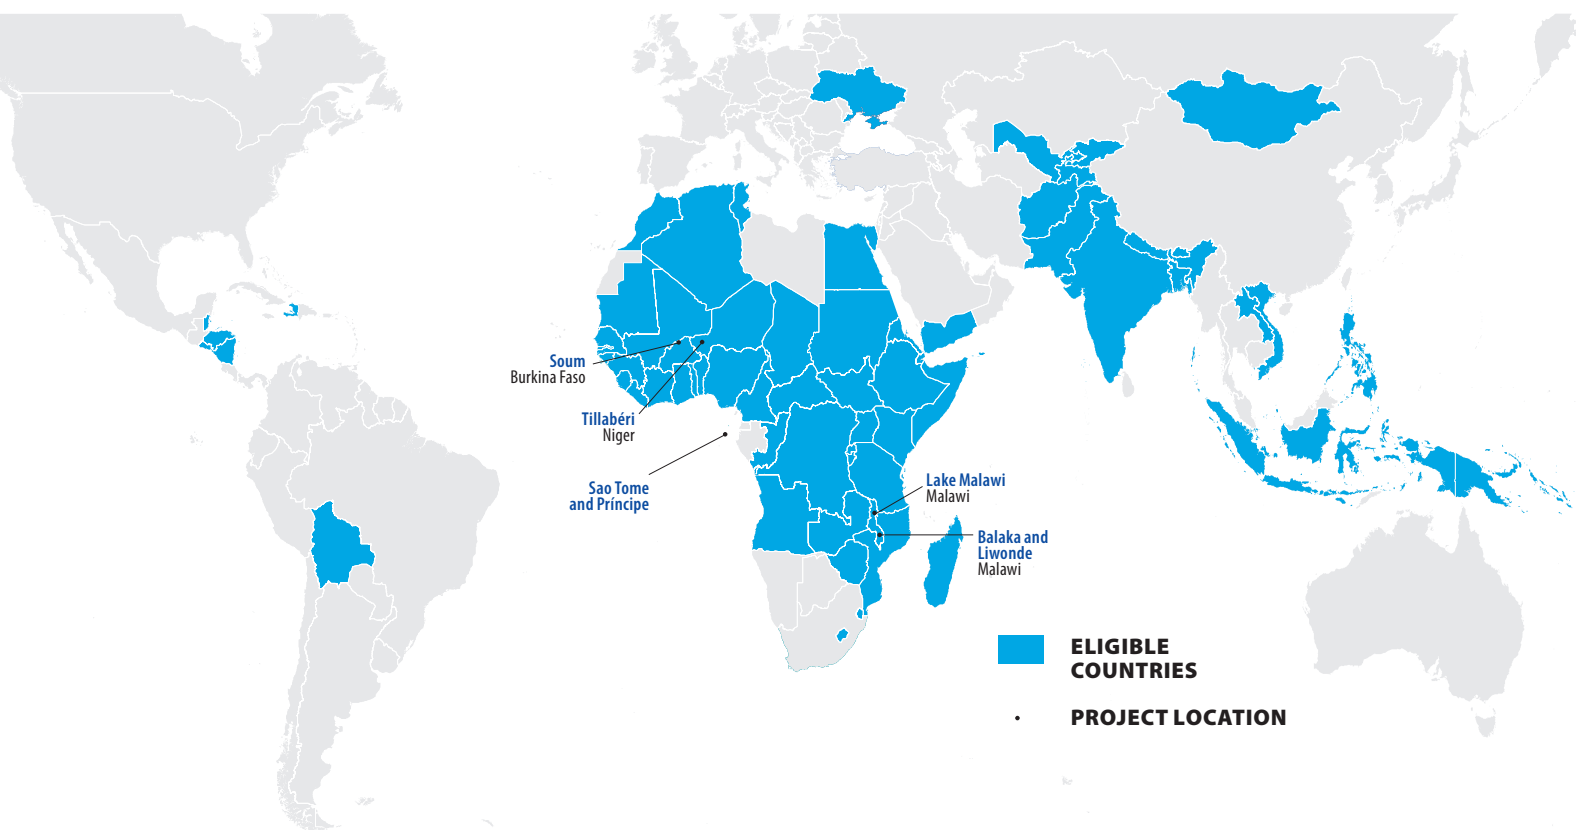 Soum
Burkina Faso
Tillabéri
Niger
Sao Tome
and Príncipe
Lake Malawi
Malawi
Balaka and
Liwonde
Malawi
ELIGIBLE
COUNTRIES
PROJECT LOCATION